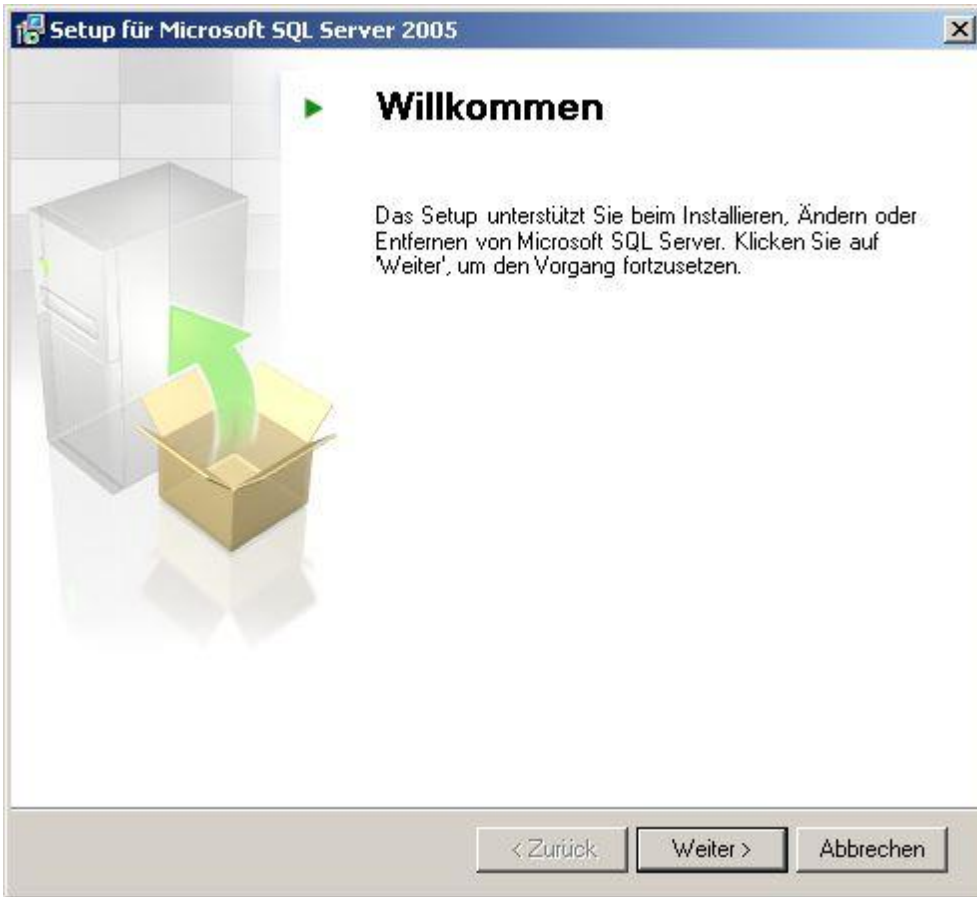 Setup für Microsoft SQL Server 2005
Willkommen
Das Setup unterstützt Sie beim Installieren, Ändern oder
Entfernen von Microsoft SQL Server. Klicken Sie auf
'Weiter', um den Vorgang fortzusetzen.
< Zurück Weiter > Abbrechen